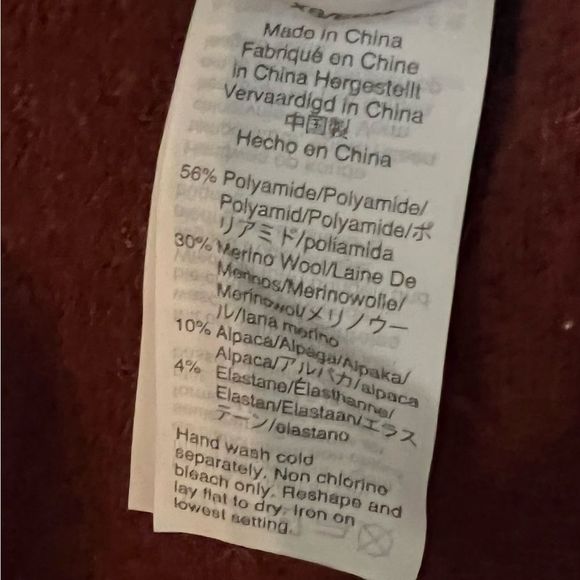 Made in China
Fabriqué en Chine
in China Hergestellt
Vervaardigd in China
中国製
Hecho en China
56% Polyamide/Polyamide/
Polyamid/Polyamide/ポ
リアミド/poliamida
30% Merino Wool/Laine De
Merinos/Merinowolle/
Merinowol/メリノウー
ル/lana merino
10% Alpaca/Alpaga/Alpaka/
Alpaca/アルパカ/alpaca
4% Elastane/Élasthanne/
Elastan/Elastaan/エラス
テーン/elastano
Hand wash cold
separately. Non chlorine
bleach only. Reshape and
lay flat to dry. Iron on
lowest setting.